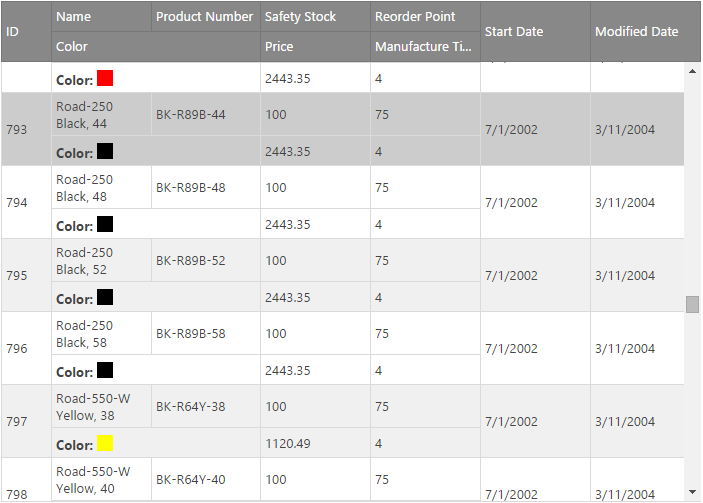 ID Name Product Number Safety Stock Reorder Point Start Date Modified Date
Color Price Manufacture Ti...
Color: 2443.35 4
793 Road-250 Black, 44 BK-R89B-44 100 75 7/1/2002 3/11/2004
Color: 2443.35 4
794 Road-250 Black, 48 BK-R89B-48 100 75 7/1/2002 3/11/2004
Color: 2443.35 4
795 Road-250 Black, 52 BK-R89B-52 100 75 7/1/2002 3/11/2004
Color: 2443.35 4
796 Road-250 Black, 58 BK-R89B-58 100 75 7/1/2002 3/11/2004
Color: 2443.35 4
797 Road-550-W Yellow, 38 BK-R64Y-38 100 75 7/1/2002 3/11/2004
Color: 1120.49 4
798 Road-550-W Yellow, 40 BK-R64Y-40 100 75 7/1/2002 3/11/2004